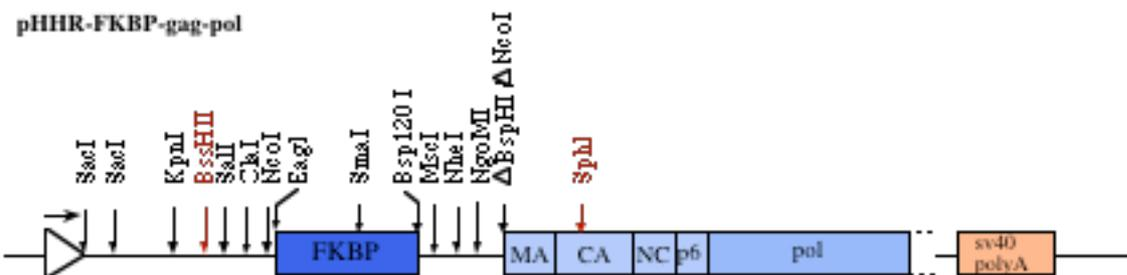 pHHR-FKBP-gag-pol
SacI
SacI
KpnI
BssHII
SalI
ClaI
NcoI
EagI
SmaI
Bsp120 I
MscI
NheI
NgoMI
ΔBspHI ΔNcoI
SphI
FKBP
MA
CA
NC
p6
pol
sv40
polyA